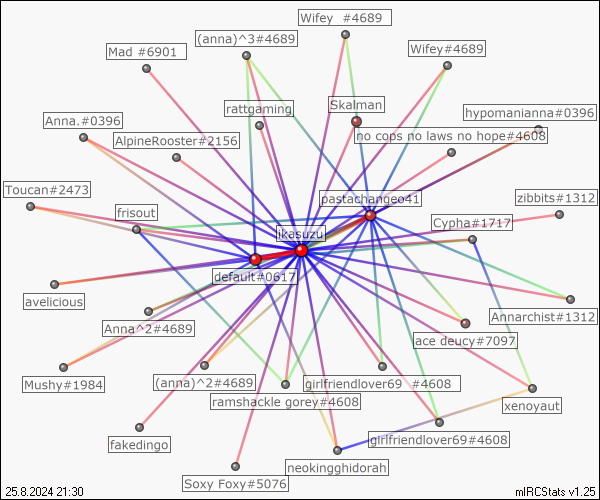 Wifey  #4689
(anna)^3#4689
Wifey#4689
Mad #6901
rattgaming
Skalman
hypomanianna#0396
Anna.#0396
no cops no laws no hope#4608
AlpineRooster#2156
Toucan#2473
pastachangeo41
zibbits#1312
frisout
Cypha#1717
ikasuzu
default#0617
avelicious
Annarchist#1312
Anna^2#4689
ace deucy#7097
Mushy#1984
(anna)^2#4689
girlfriendlover69  #4608
ramshackle gorey#4608
xenoyaut
fakedingo
girlfriendlover69#4608
neokingghidorah
Soxy Foxy#5076
25.8.2024 21:30
mIRCStats v1.25